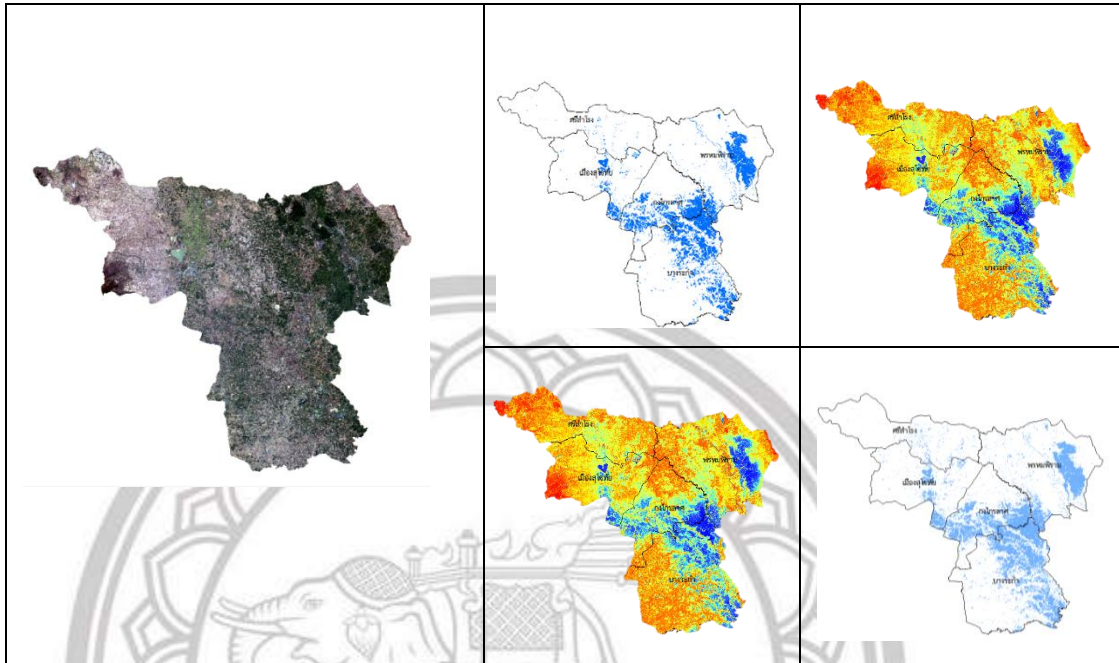 ศรีสำโรง
พรหมพิราม
เมืองสุโขทัย
กงไกรลาศ
บางระกำ
ศรีสำโรง
พรหมพิราม
เมืองสุโขทัย
กงไกรลาศ
บางระกำ
ศรีสำโรง
พรหมพิราม
เมืองสุโขทัย
กงไกรลาศ
บางระกำ
ศรีสำโรง
พรหมพิราม
เมืองสุโขทัย
กงไกรลาศ
บางระกำ